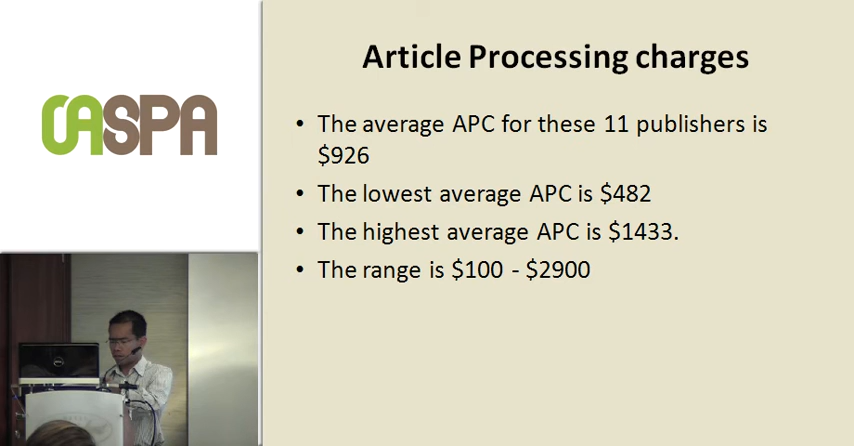 OASPA
Article Processing charges
• The average APC for these 11 publishers is
$926
• The lowest average APC is $482
• The highest average APC is $1433.
• The range is $100 - $2900